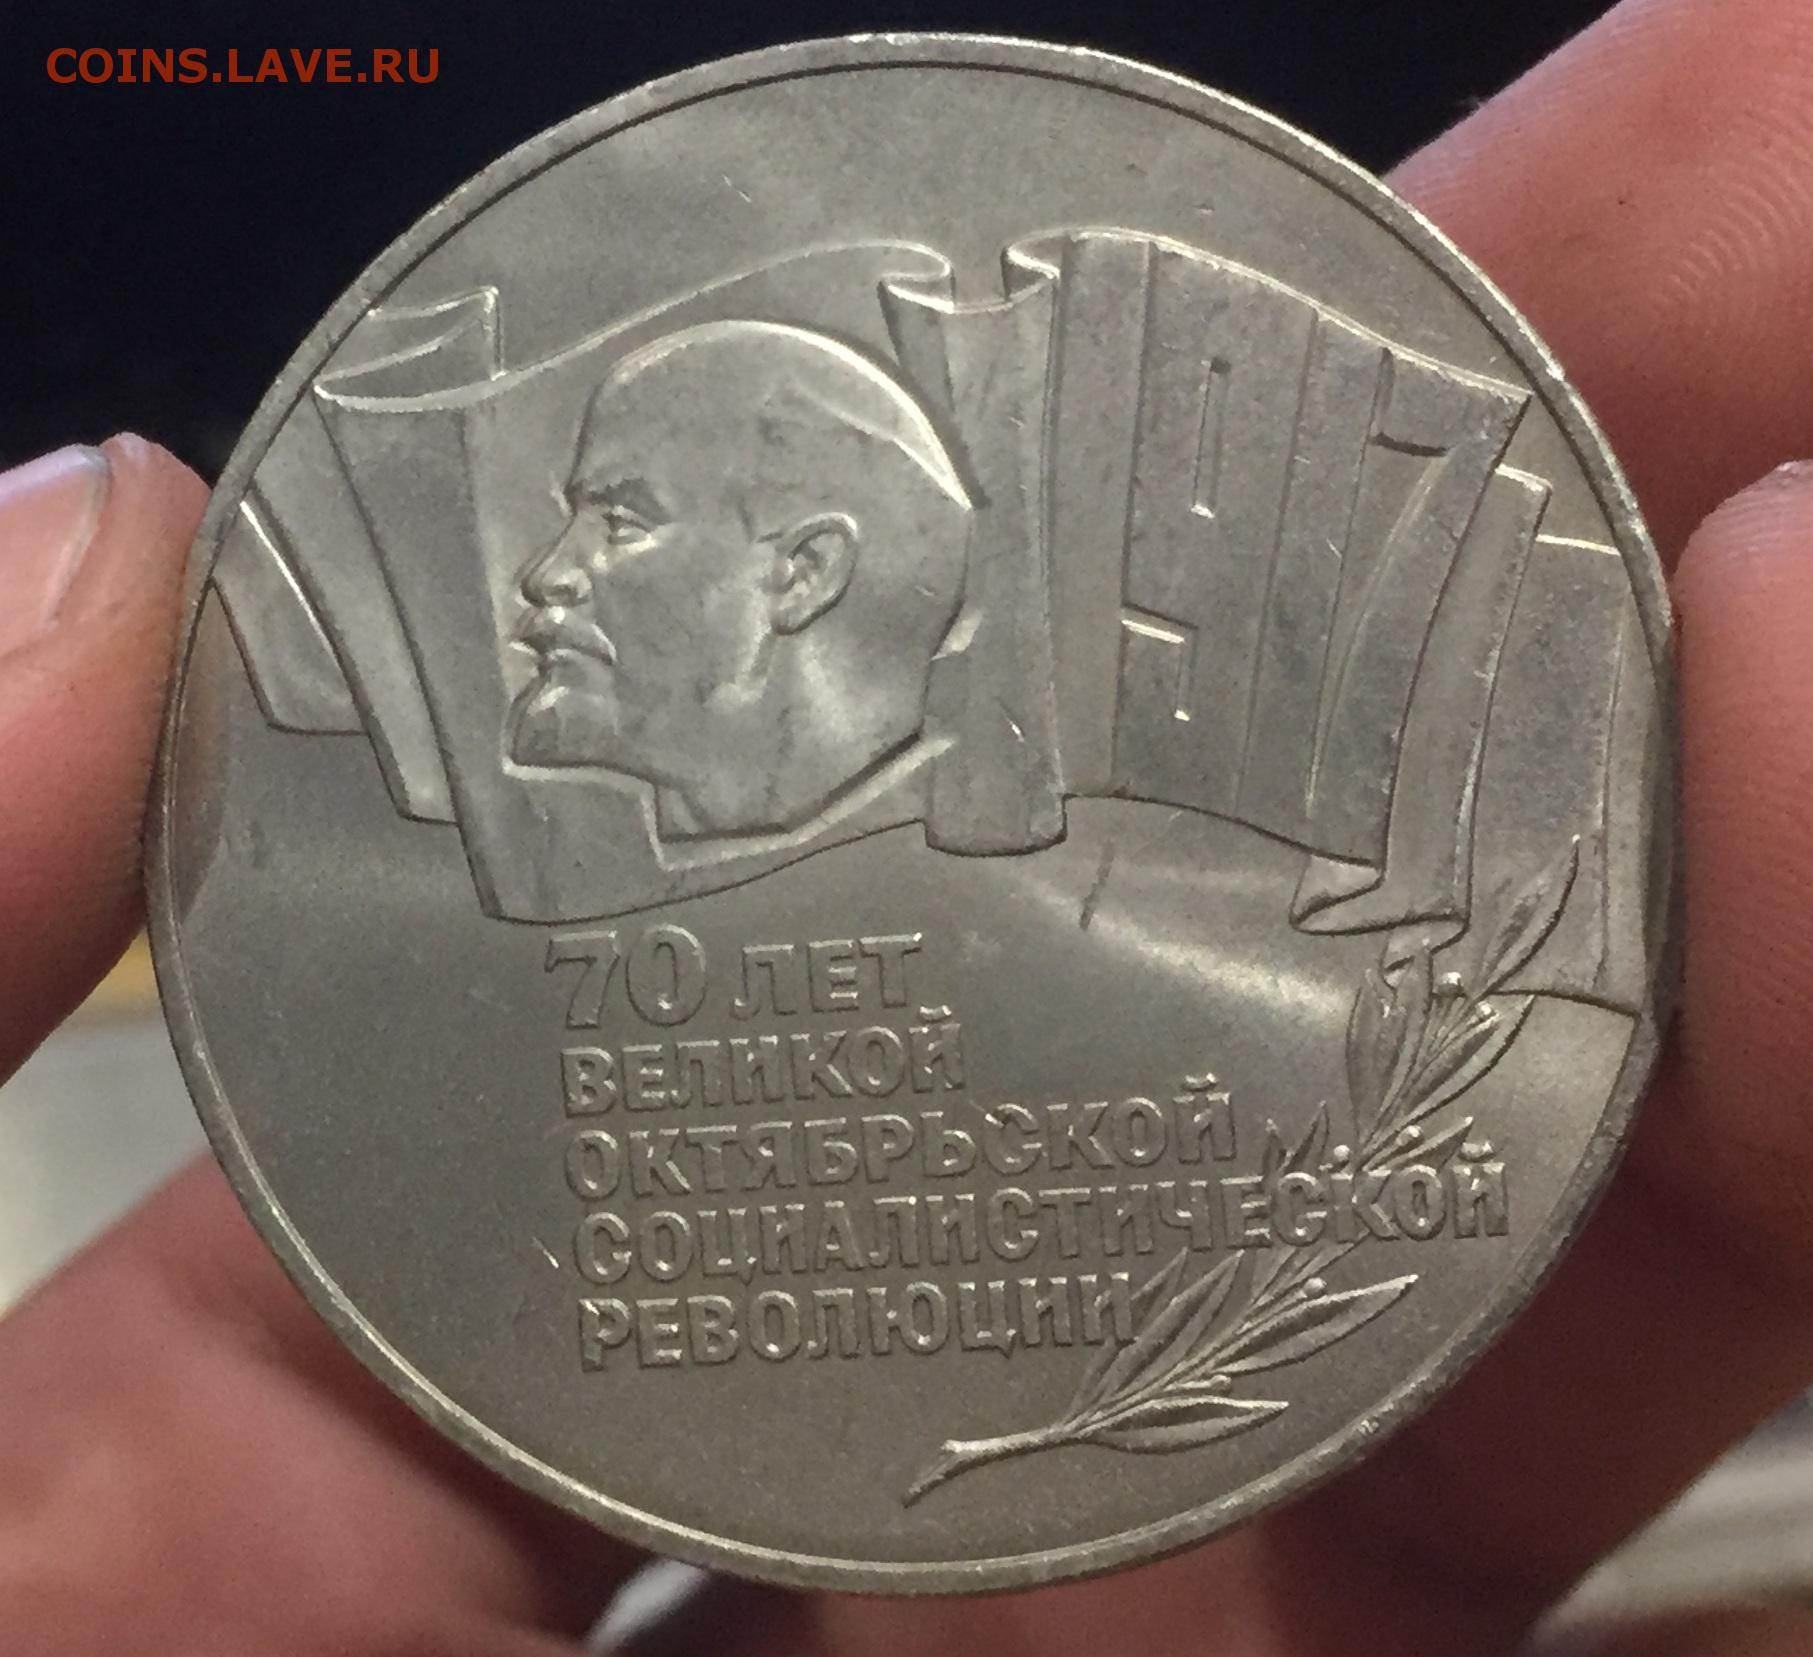 COINS.LAVE.RU
1917
70 ЛЕТ
ВЕЛИКОЙ
ОКТЯБРЬСКОЙ
СОЦИАЛИСТИЧЕСКОЙ
РЕВОЛЮЦИИ